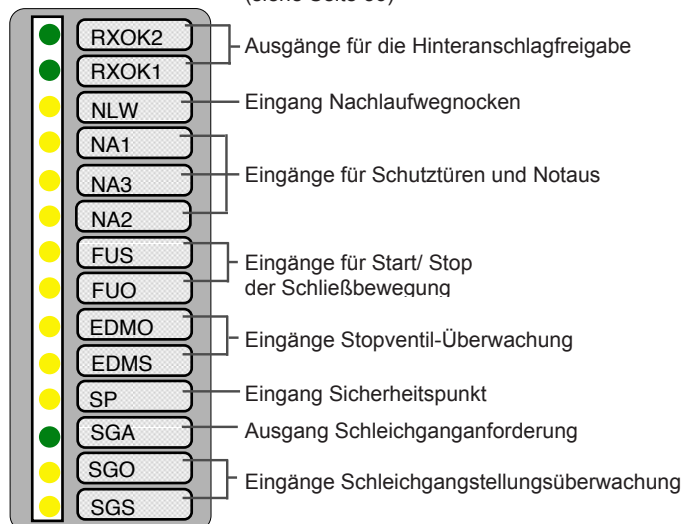 (siehe Seite
RXOK2
Ausgänge für die Hinteranschlagfreigabe
RXOK1
NLW
Eingang Nachlaufwegnocken
NA1
NA3
Eingänge für Schutztüren und Notaus
NA2
FUS
Eingänge für Start/ Stop
der Schließbewegung
FUO
EDMO
Eingänge Stopventil-Überwachung
EDMS
SP
Eingang Sicherheitspunkt
SGA
Ausgang Schleichganganforderung
SGO
Eingänge Schleichgangstellungsüberwachung
SGS